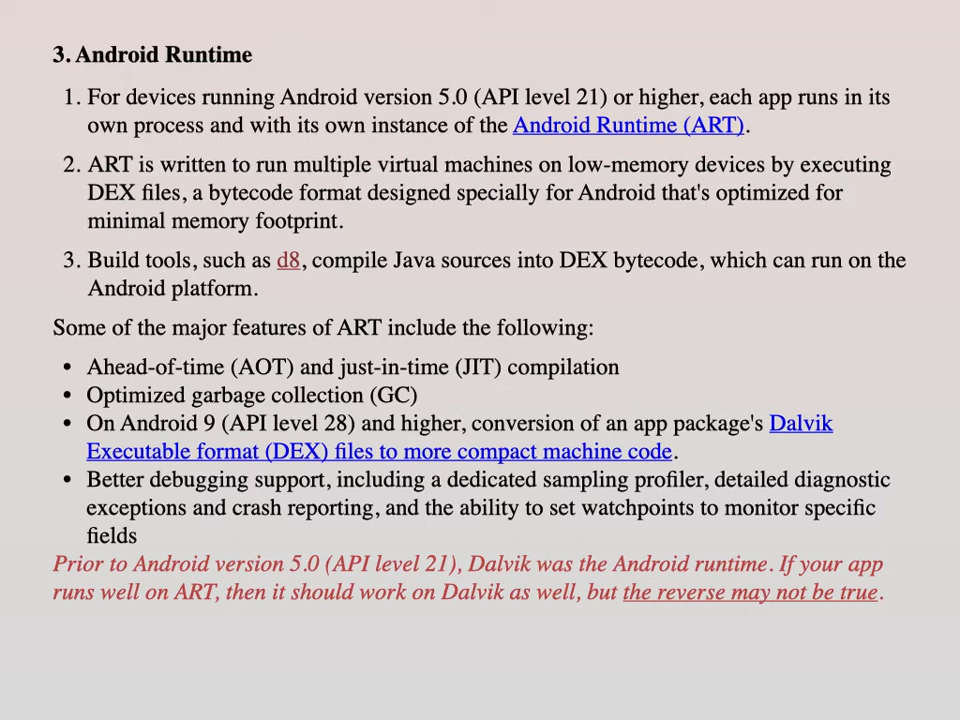 3. Android Runtime
1. For devices running Android version 5.0 (API level 21) or higher, each app runs in its
own process and with its own instance of the Android Runtime (ART).
2. ART is written to run multiple virtual machines on low-memory devices by executing
DEX files, a bytecode format designed specially for Android that's optimized for
minimal memory footprint.
3. Build tools, such as d8, compile Java sources into DEX bytecode, which can run on the
Android platform.
Some of the major features of ART include the following:
• Ahead-of-time (AOT) and just-in-time (JIT) compilation
• Optimized garbage collection (GC)
• On Android 9 (API level 28) and higher, conversion of an app package's Dalvik
Executable format (DEX) files to more compact machine code.
• Better debugging support, including a dedicated sampling profiler, detailed diagnostic
exceptions and crash reporting, and the ability to set watchpoints to monitor specific
fields
Prior to Android version 5.0 (API level 21), Dalvik was the Android runtime. If your app
runs well on ART, then it should work on Dalvik as well, but the reverse may not be true.